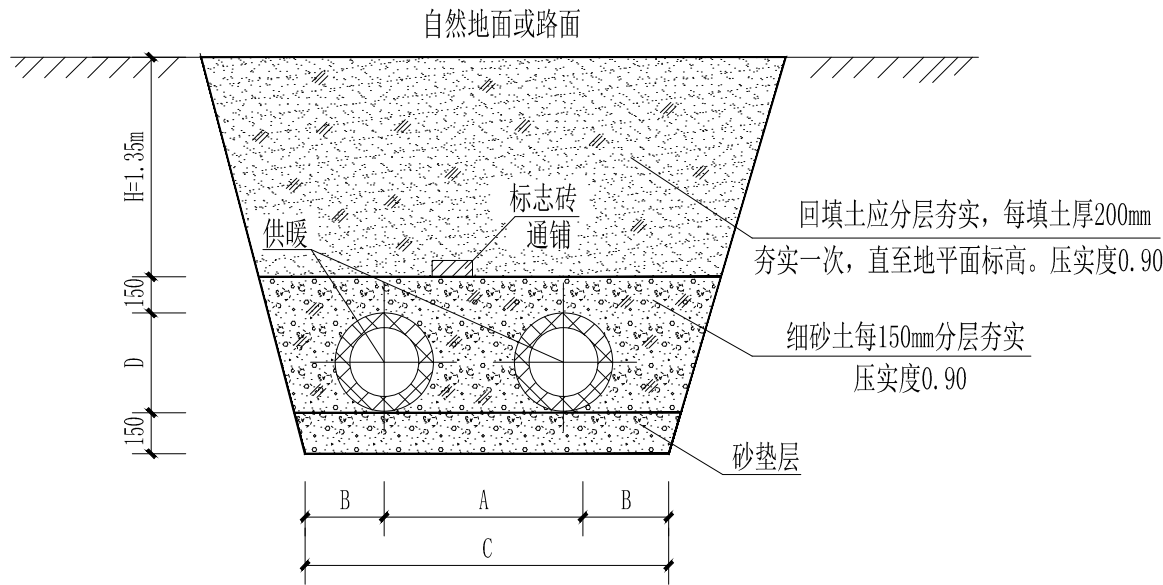 自然地面或路面
H=1.35m
标志砖
通铺
供暖
回填土应分层夯实，每填土厚200mm
夯实一次，直至地平面标高。压实度0.90
150
细砂土每150mm分层夯实
压实度0.90
D
150
砂垫层
B
A
B
C